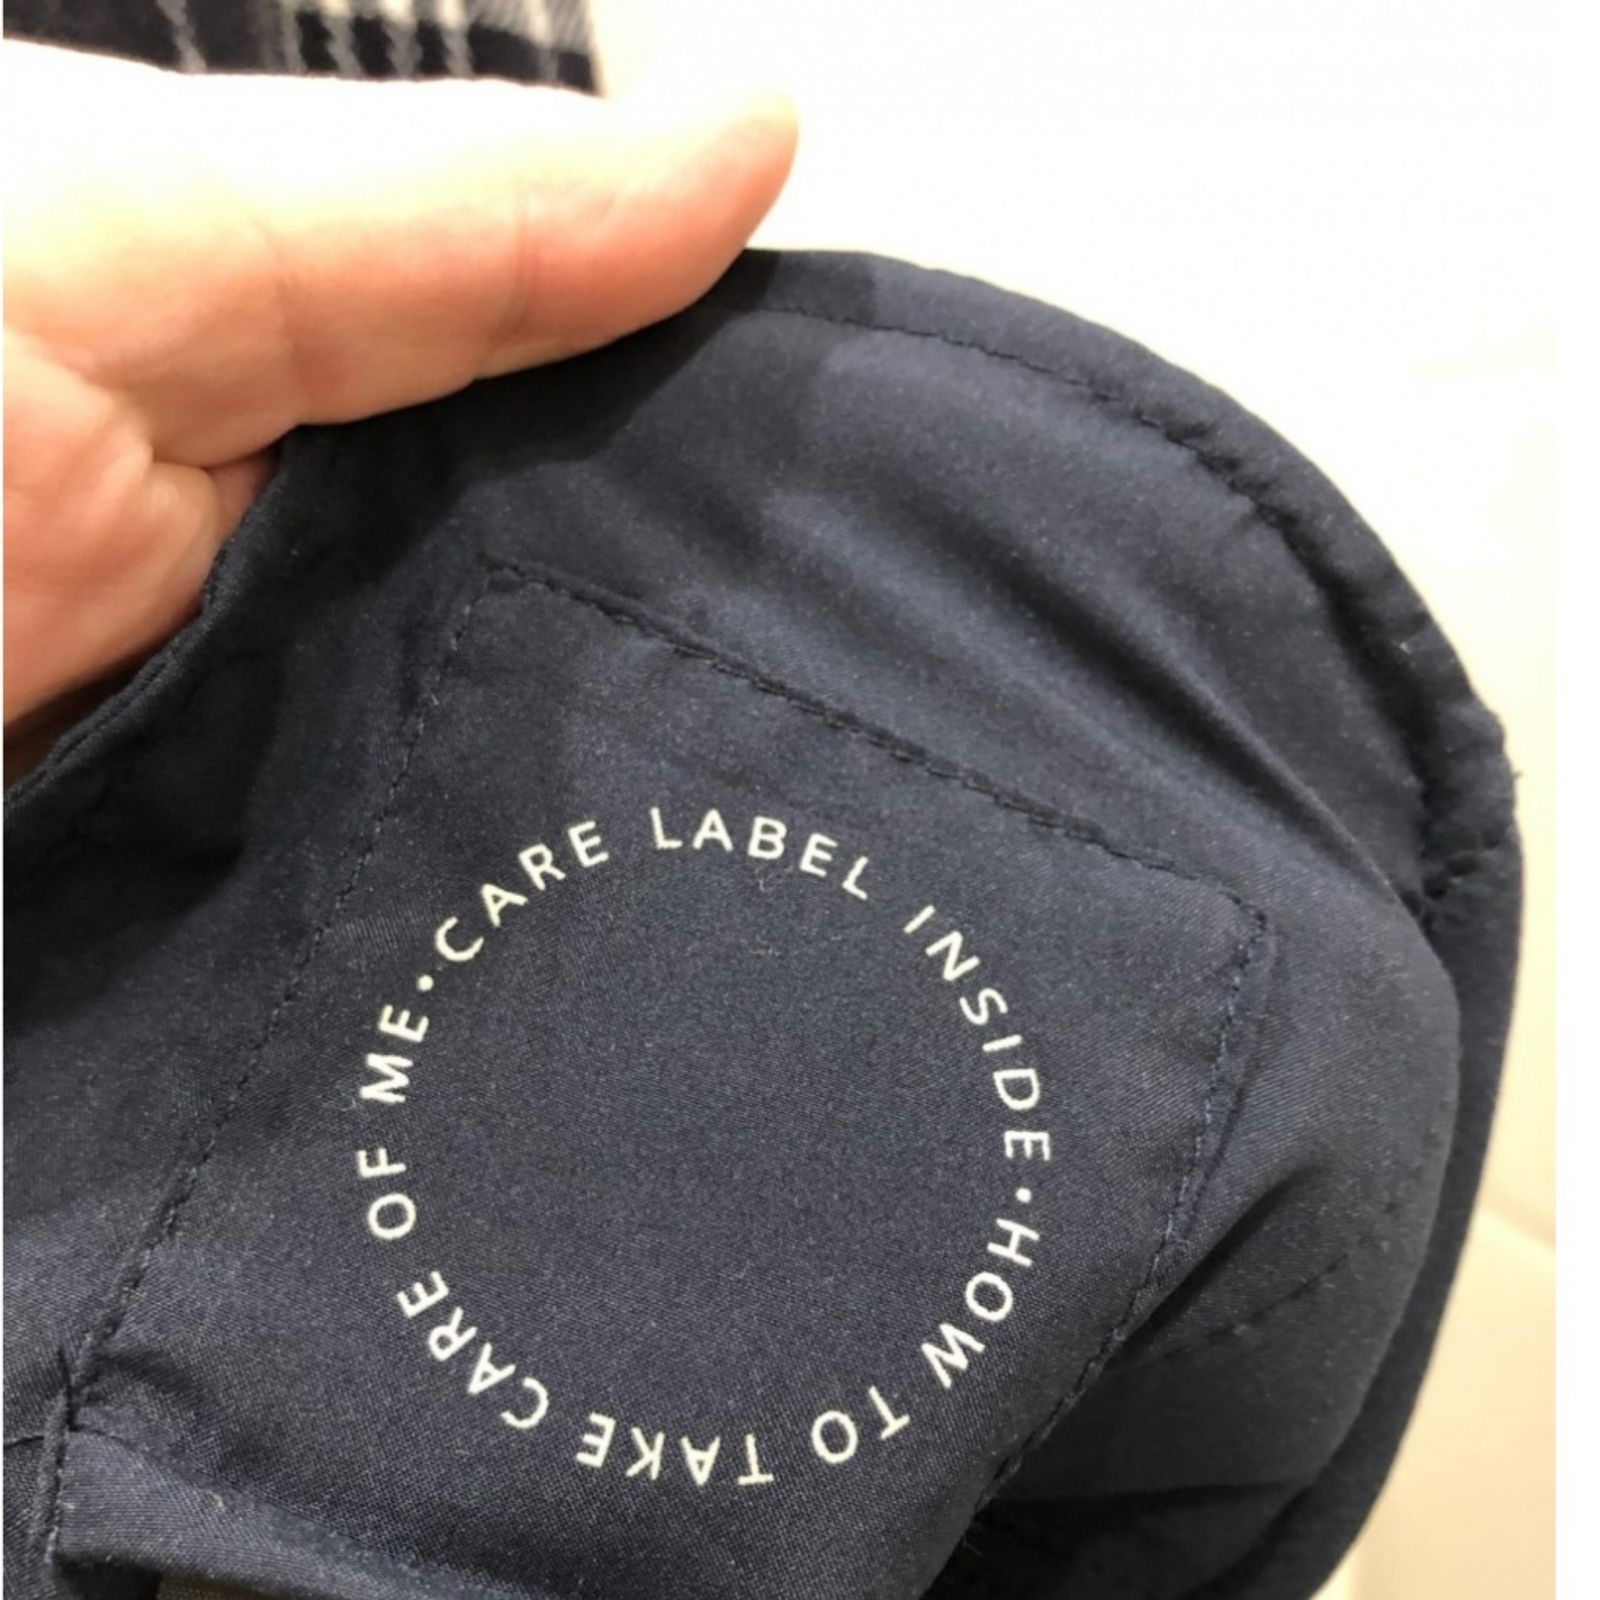 CARE LABEL INSIDE·HOW TO TAKE CARE OF ME·